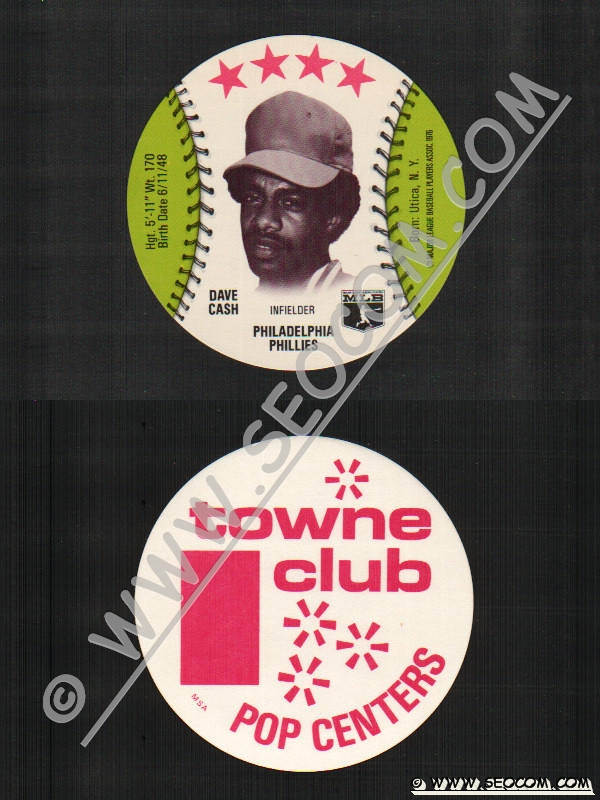 Hgt. 5'-11" Wt. 170
Birth Date 6/11/48
Born: Utica, N. Y.
© MAJOR LEAGUE BASEBALL PLAYERS ASSOC. 1976
DAVE
CASH
INFIELDER
MLB
PHILADELPHIA
PHILLIES
towne
club
POP CENTERS
MSA
© WWW.SEOCOM.COM
© WWW.SEOCOM.COM